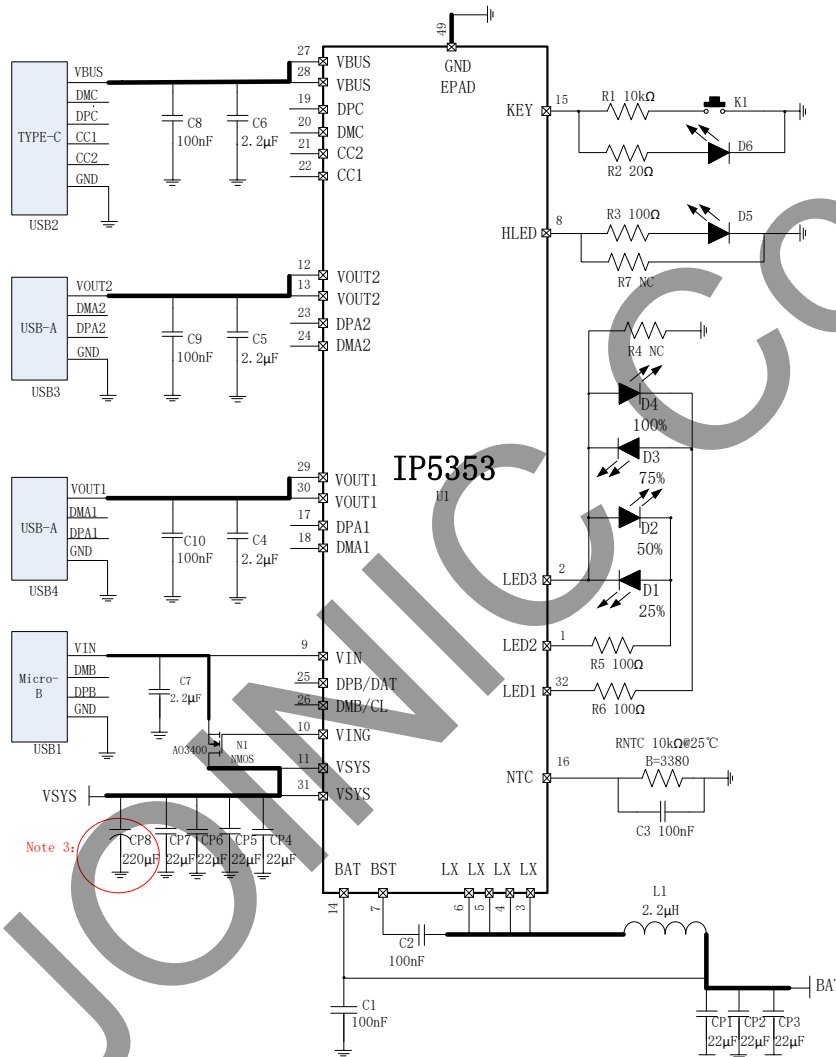 49
GND
EPAD
TYPE-C
VBUS
DMC
DPC
CC1
CC2
GND
USB2
C8
100nF
C6
2.2μF
27
28
19
20
21
22
VBUS
VBUS
DPC
DMC
CC2
CC1
KEY
15
R1 10kΩ
K1
R2 20Ω
D6
HLED
8
R3 100Ω
D5
R7 NC
USB-A
VOUT2
DMA2
DPA2
GND
USB3
C9
100nF
C5
2.2μF
12
13
23
24
VOUT2
VOUT2
DPA2
DMA2
R4 NC
D4
100%
D3
75%
D2
50%
D1
25%
IP5353
U1
USB-A
VOUT1
DMA1
DPA1
GND
USB4
C10
100nF
C4
2.2μF
29
30
17
18
VOUT1
VOUT1
DPA1
DMA1
LED3
2
LED2
1
R5 100Ω
LED1
32
R6 100Ω
Micro-
B
VIN
DMB
DPB
GND
USB1
C7
2.2μF
AO3400
N1
NMOS
9
25
26
10
11
31
VIN
DPB/DAT
DMB/CL
VING
VSYS
VSYS
NTC
16
RNTC 10kΩ@25℃
B=3380
C3 100nF
VSYS
Note 3:
CP8
220μF
CP7
22μF
CP6
22μF
CP5
22μF
CP4
22μF
BAT
BST
LX
LX
LX
LX
14
7
6
5
4
3
C2
100nF
L1
2.2μH
C1
100nF
BAT
CP1
22μF
CP2
22μF
CP3
22μF
JONIC CO